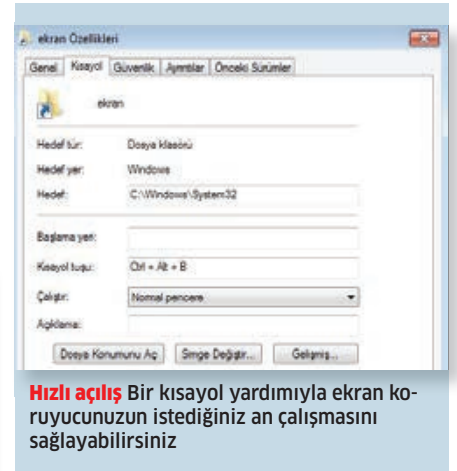 ekran Özellikleri
Genel Kısayol Güvenlik Ayrıntılar Önceki Sürümler
ekran
Hedef tür: Dosya klasörü
Hedef yer: Windows
Hedef: C:\Windows\System32
Başlama yeri:
Kısayol tuşu: Ctrl + Alt + B
Çalıştır: Normal pencere
Açıklama:
Dosya Konumunu Aç Simge Değiştir... Gelişmiş...
Hızlı açılış Bir kısayol yardımıyla ekran ko-
ruyucunuzun istediğiniz an çalışmasını
sağlayabilirsiniz